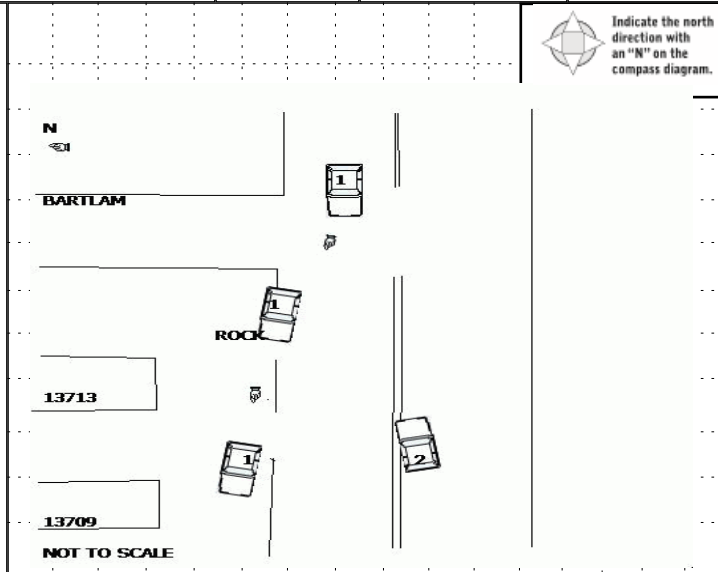 Indicate the north
direction with
an “N” on the
compass diagram.
N
1
BARTLAM
1
ROCK
13713
1
2
13709
NOT TO SCALE